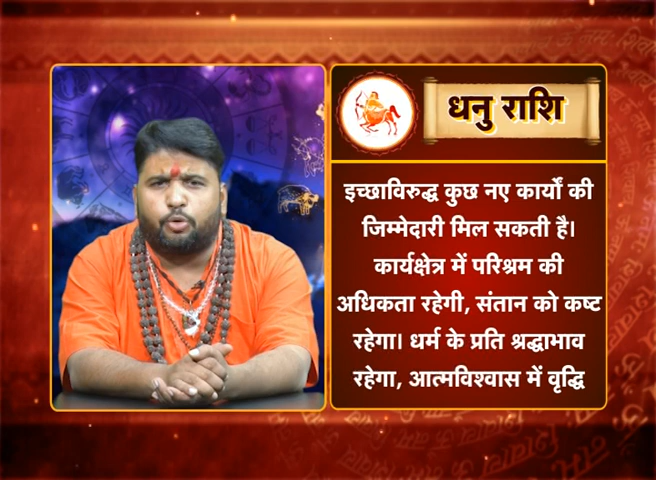 धनु राशि
इच्छाविरुद्ध कुछ नए कार्यों की
जिम्मेदारी मिल सकती है।
कार्यक्षेत्र में परिश्रम की
अधिकता रहेगी, संतान को कष्ट
रहेगा। धर्म के प्रति श्रद्धाभाव
रहेगा, आत्मविश्वास में वृद्धि